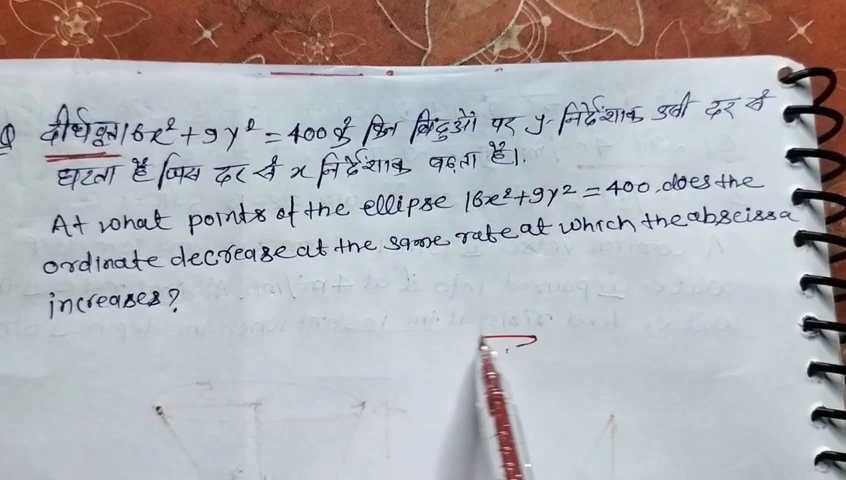 Q दीर्घवृत्त 16x² + 9y² = 400 के किन बिंदुओं पर y-निर्देशांक उसी दर से
घटता है जिस दर से x निर्देशांक बढ़ता है।
At what points of the ellipse 16x²+9y² = 400, does the
ordinate decrease at the same rate at which the abscissa
increases?